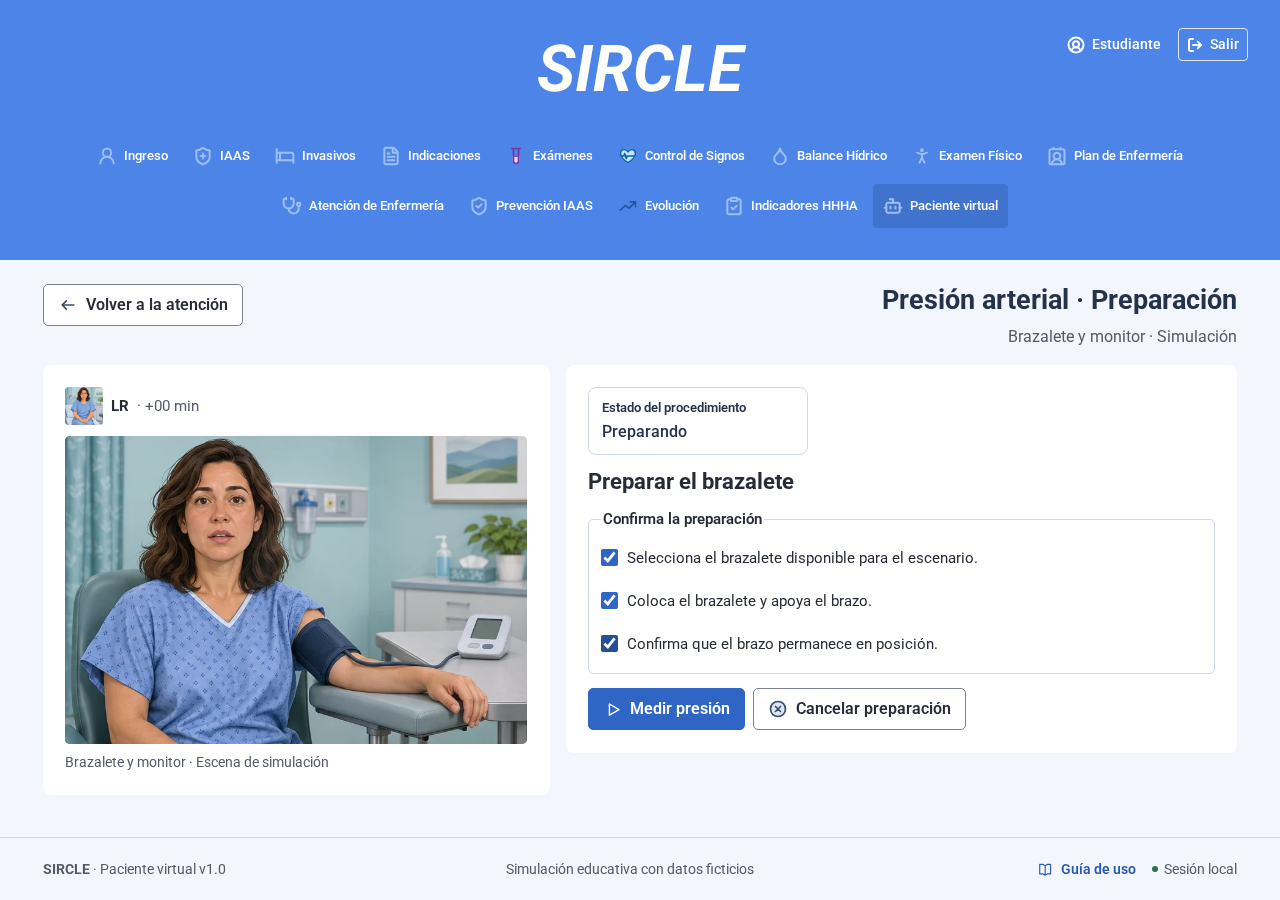 SIRCLE
Estudiante
Salir
Ingreso
IAAS
Invasivos
Indicaciones
Exámenes
Control de Signos
Balance Hídrico
Examen Físico
Plan de Enfermería
Atención de Enfermería
Prevención IAAS
Evolución
Indicadores HHHA
Paciente virtual
Volver a la atención
Presión arterial · Preparación
Brazalete y monitor · Simulación
LR · +00 min
Brazalete y monitor · Escena de simulación
Estado del procedimiento
Preparando
Preparar el brazalete
Confirma la preparación
Selecciona el brazalete disponible para el escenario.
Coloca el brazalete y apoya el brazo.
Confirma que el brazo permanece en posición.
Medir presión
Cancelar preparación
SIRCLE · Paciente virtual v1.0
Simulación educativa con datos ficticios
Guía de uso
Sesión local